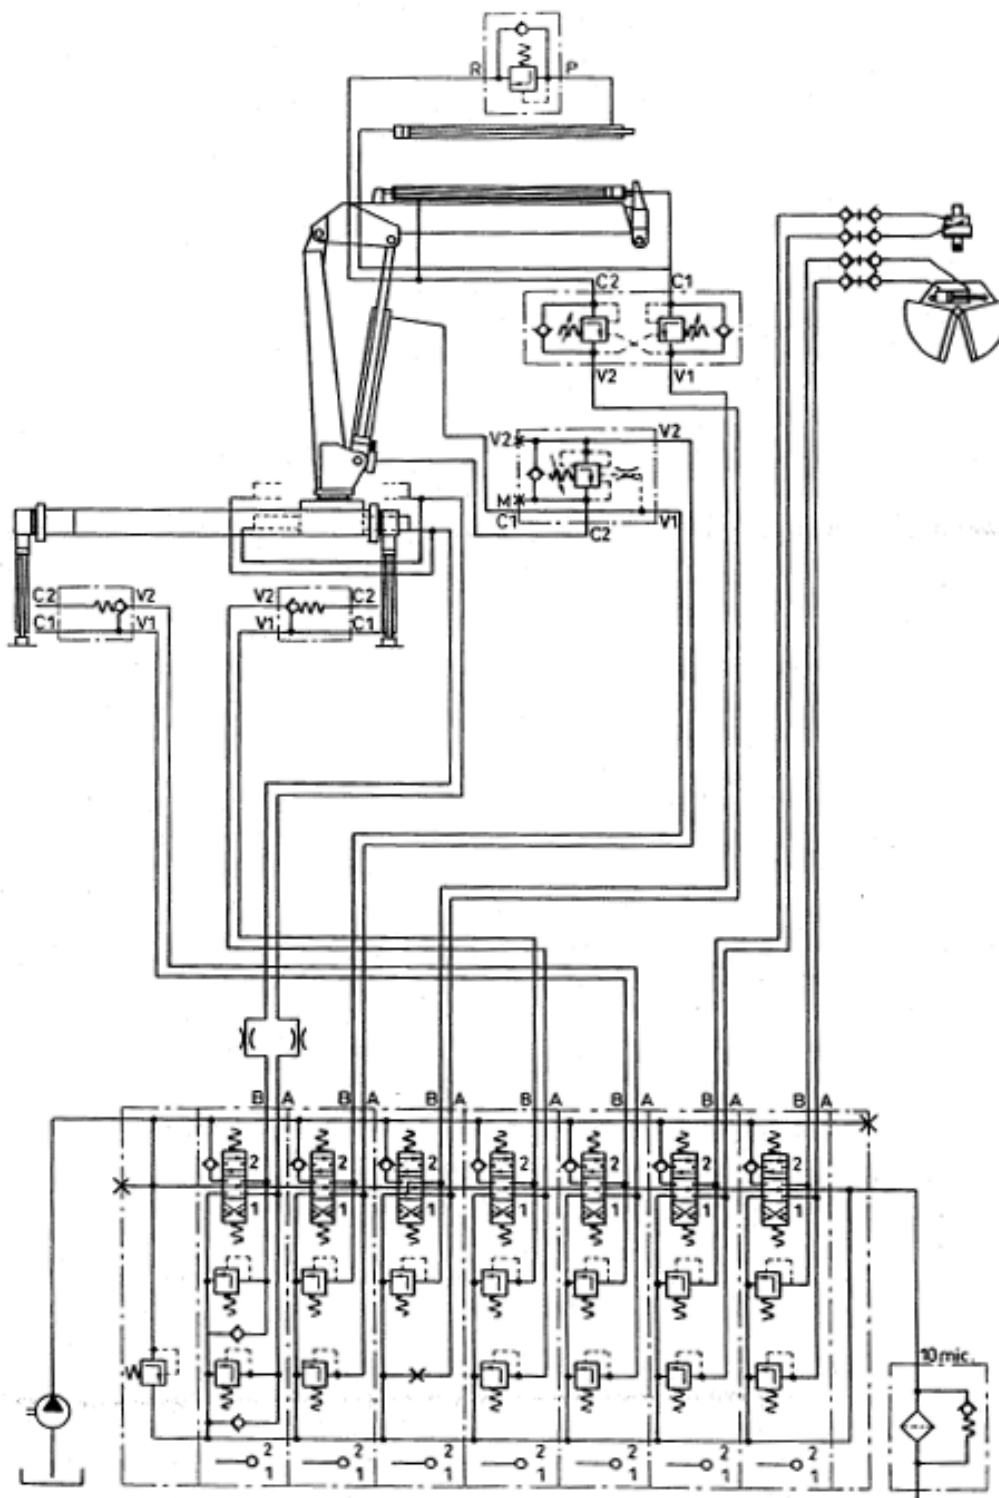 R P
C2 C1
V2 V1
V2 V2
M
C1 V1
C2
C2 V2 V2 C2
C1 V1 V1 C1
B A B A B A B A B A B A B A
2 2 2 2 2 2 2
1 1 1 1 1 1 1
10 mic.
2 2 2 2 2 2 2
1 1 1 1 1 1 1